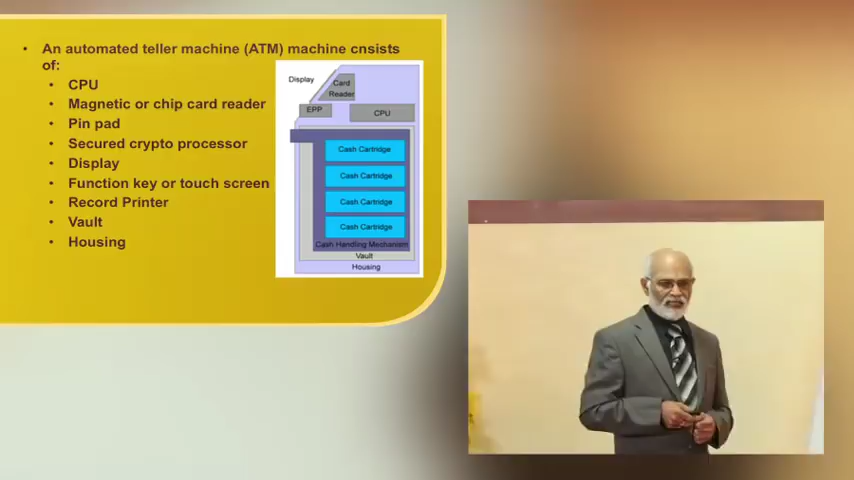 An automated teller machine (ATM) machine cnsists
of:
CPU
Magnetic or chip card reader
Pin pad
Secured crypto processor
Display
Function key or touch screen
Record Printer
Vault
Housing
Display
Card
Reader
EPP
CPU
Cash Cartridge
Cash Cartridge
Cash Cartridge
Cash Cartridge
Cash Handling Mechanism
Vault
Housing